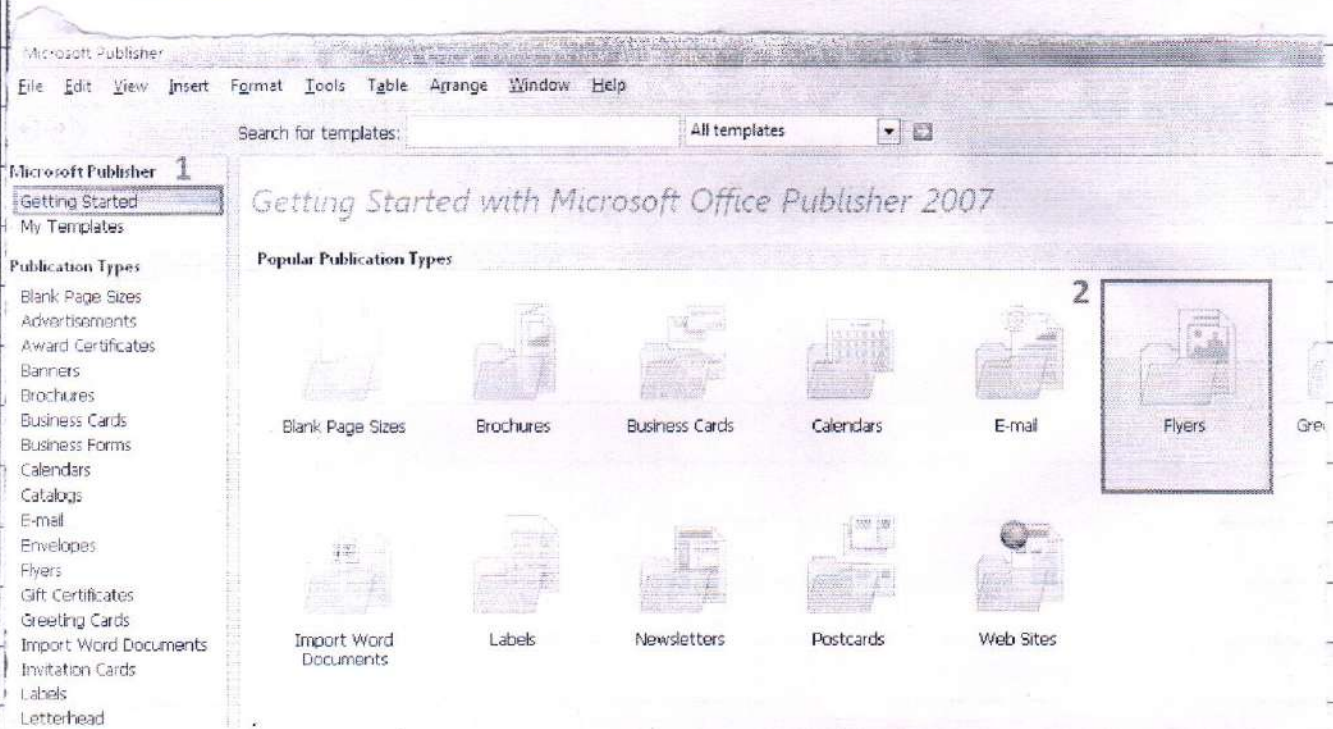 Microsoft Publisher
File Edit View Insert Format Tools Table Arrange Window Help
Search for templates: All templates
Microsoft Publisher 1
Getting Started
My Templates
Publication Types
Blank Page Sizes
Advertisements
Award Certificates
Banners
Brochures
Business Cards
Business Forms
Calendars
Catalogs
E-mail
Envelopes
Flyers
Gift Certificates
Greeting Cards
Import Word Documents
Invitation Cards
Labels
Letterhead
Getting Started with Microsoft Office Publisher 2007
Popular Publication Types
2
Blank Page Sizes Brochures Business Cards Calendars E-mail Flyers Gre
Import Word Labels Newsletters Postcards Web Sites
Documents